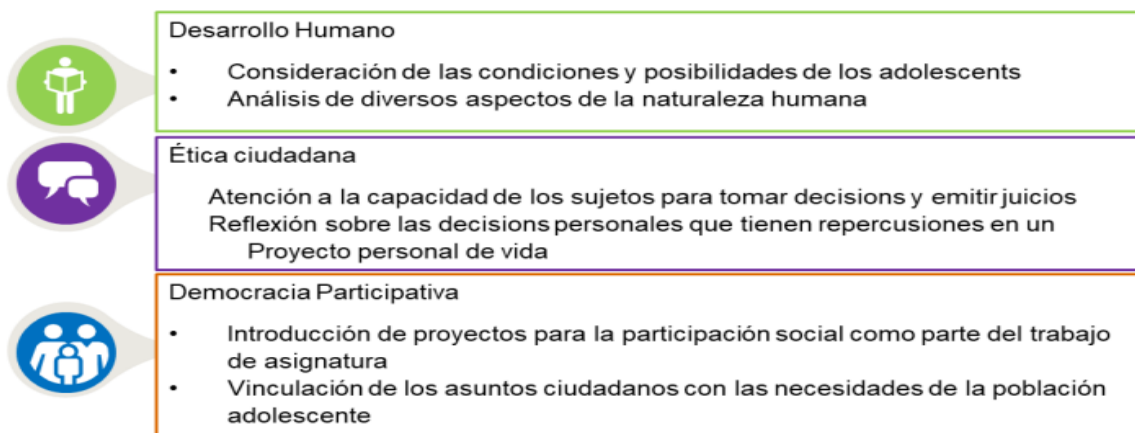 Desarrollo Humano
• Consideración de las condiciones y posibilidades de los adolescents
• Análisis de diversos aspectos de la naturaleza humana
Ética ciudadana
Atención a la capacidad de los sujetos para tomar decisions y emitir juicios
Reflexión sobre las decisions personales que tienen repercusiones en un
Proyecto personal de vida
Democracia Participativa
• Introducción de proyectos para la participación social como parte del trabajo
de asignatura
• Vinculación de los asuntos ciudadanos con las necesidades de la población
adolescente